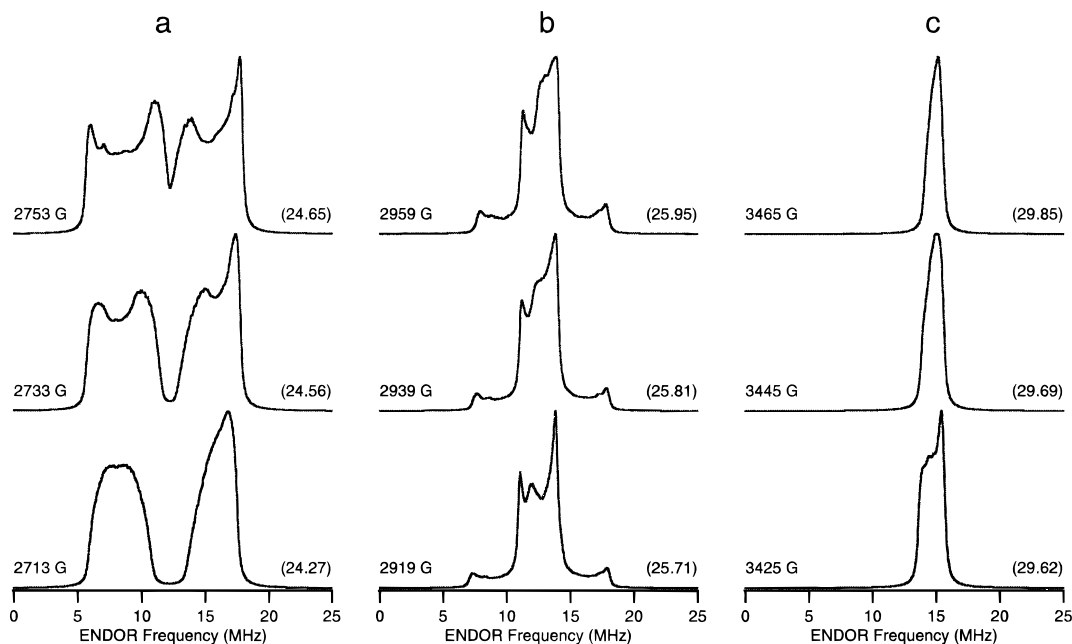 a b c
2753 G (24.65) 2959 G (25.95) 3465 G (29.85)
2733 G (24.56) 2939 G (25.81) 3445 G (29.69)
2713 G (24.27) 2919 G (25.71) 3425 G (29.62)
0 5 10 15 20 25 0 5 10 15 20 25 0 5 10 15 20 25
ENDOR Frequency (MHz) ENDOR Frequency (MHz) ENDOR Frequency (MHz)